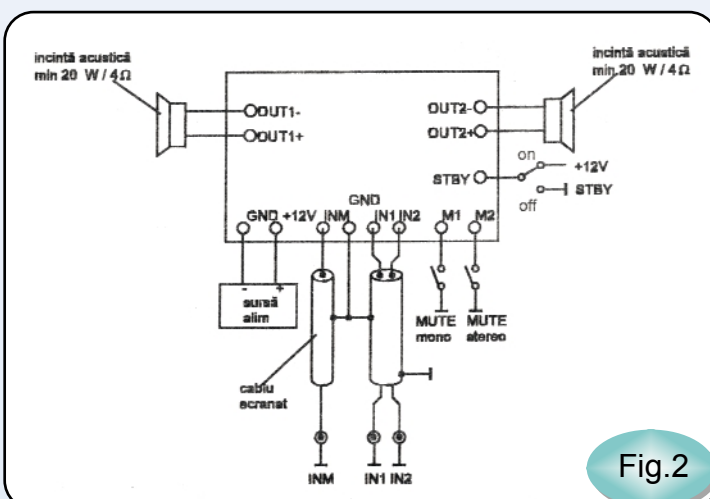 incintă acustică
min 20 W / 4Ω
incintă acustică
min 20 W / 4Ω
OUT1-
OUT1+
OUT2-
OUT2+
STBY
on
+12V
STBY
off
GND
GND +12V INM IN1 IN2 M1 M2
- +
sursă
alim
MUTE
mono
MUTE
stereo
cablu
ecranat
INM IN1 IN2
Fig.2